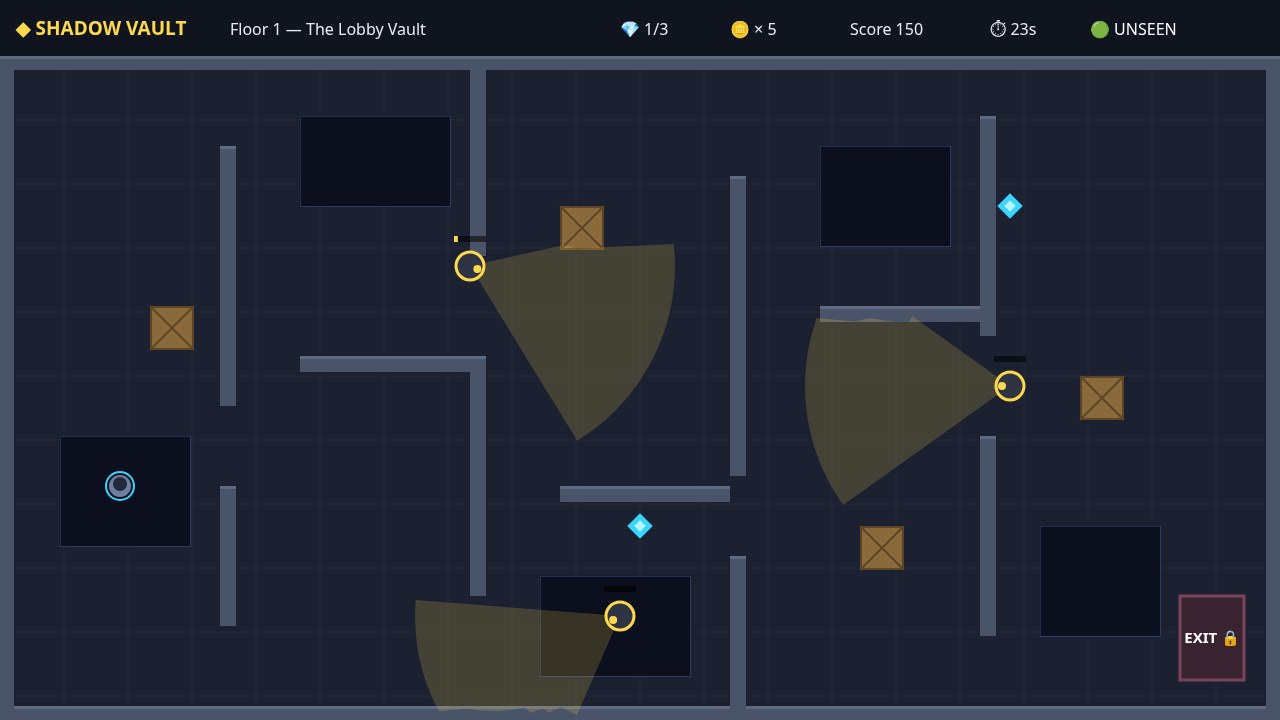 ◆ SHADOW VAULT
Floor 1 — The Lobby Vault
💎 1/3
🪙 × 5
Score 150
⏱ 23s
🟢 UNSEEN
EXIT 🔒